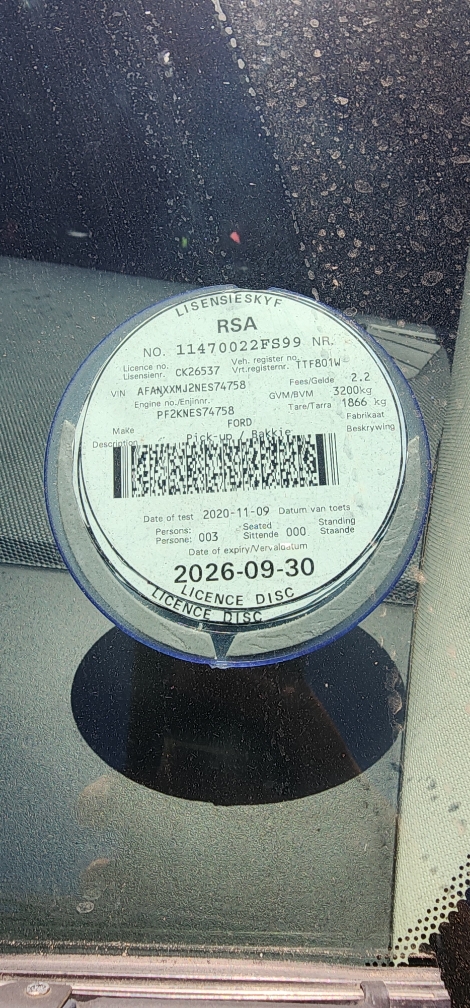 LISENSIESKYF
RSA
NO. 11470022FS99 NR.
Licence no. Lisensienr. CK26537 Veh. register no. Vrt.registernr. TTF801W
VIN AFANXXMJ2NES74758 Fees/Gelde 2.2
Engine no./Enjinnr. GVM/BVM 3200kg
PF2KNES74758 Tare/Tarra 1866 kg
Make FORD Fabrikaat
Description Pick-up / Bakkie Beskrywing
Date of test 2020-11-09 Datum van toets
Persons: Persone: 003 Seated Sittende 000 Standing Staande
Date of expiry/Vervaldatum
2026-09-30
LICENCE DISC
LICENCE DISC